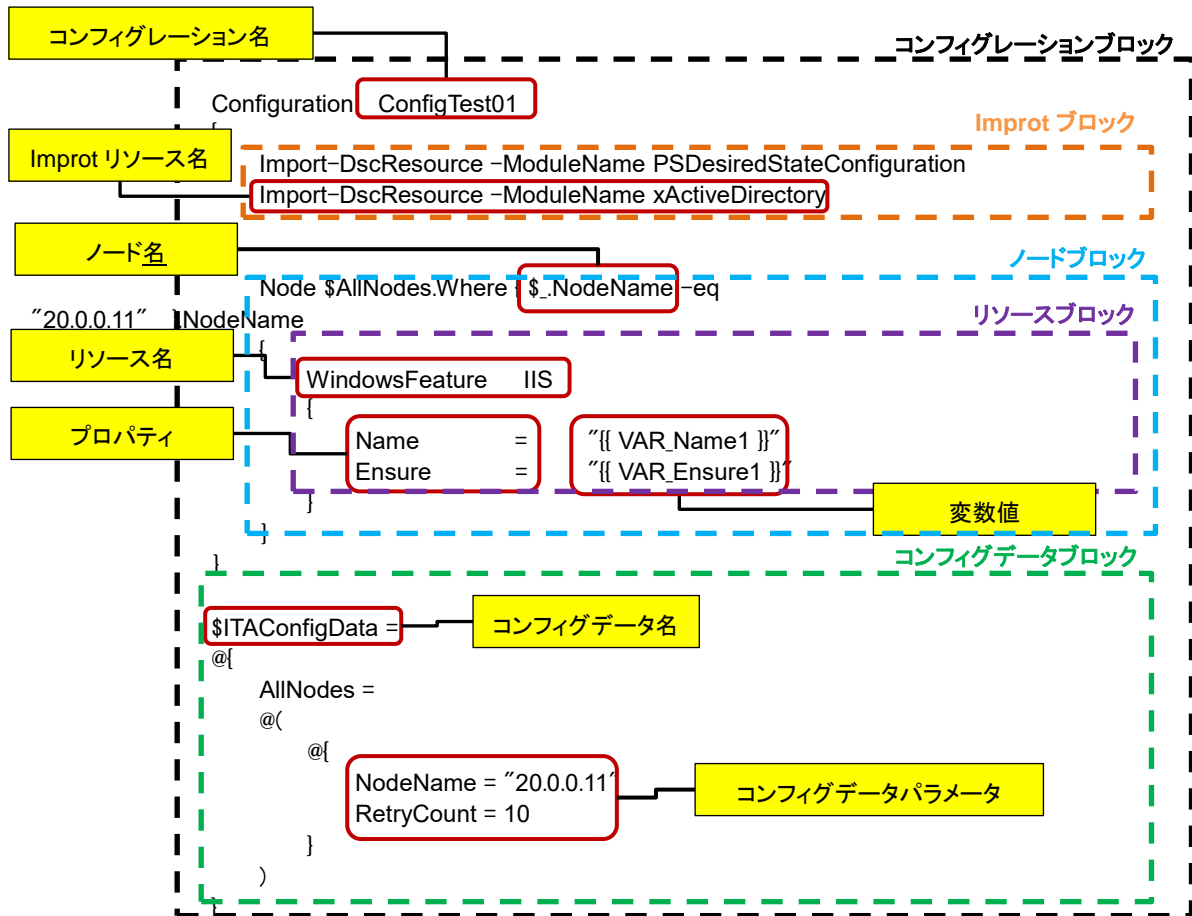 コンフィグレーション名
コンフィグレーションブロック
Configuration ConfigTest01
{
Improt ブロック
Improt リソース名
Import-DscResource -ModuleName PSDesiredStateConfiguration
Import-DscResource -ModuleName xActiveDirectory
ノード名
ノードブロック
Node $AllNodes.Where { $_.NodeName -eq
"20.0.0.11" }.NodeName
リソースブロック
{
リソース名
WindowsFeature IIS
{
プロパティ
Name = "{{ VAR_Name1 }}"
Ensure = "{{ VAR_Ensure1 }}"
}
変数値
}
}
コンフィグデータブロック
$ITAConfigData =
コンフィグデータ名
@{
AllNodes =
@(
@{
NodeName = "20.0.0.11"
RetryCount = 10
コンフィグデータパラメータ
}
)
}